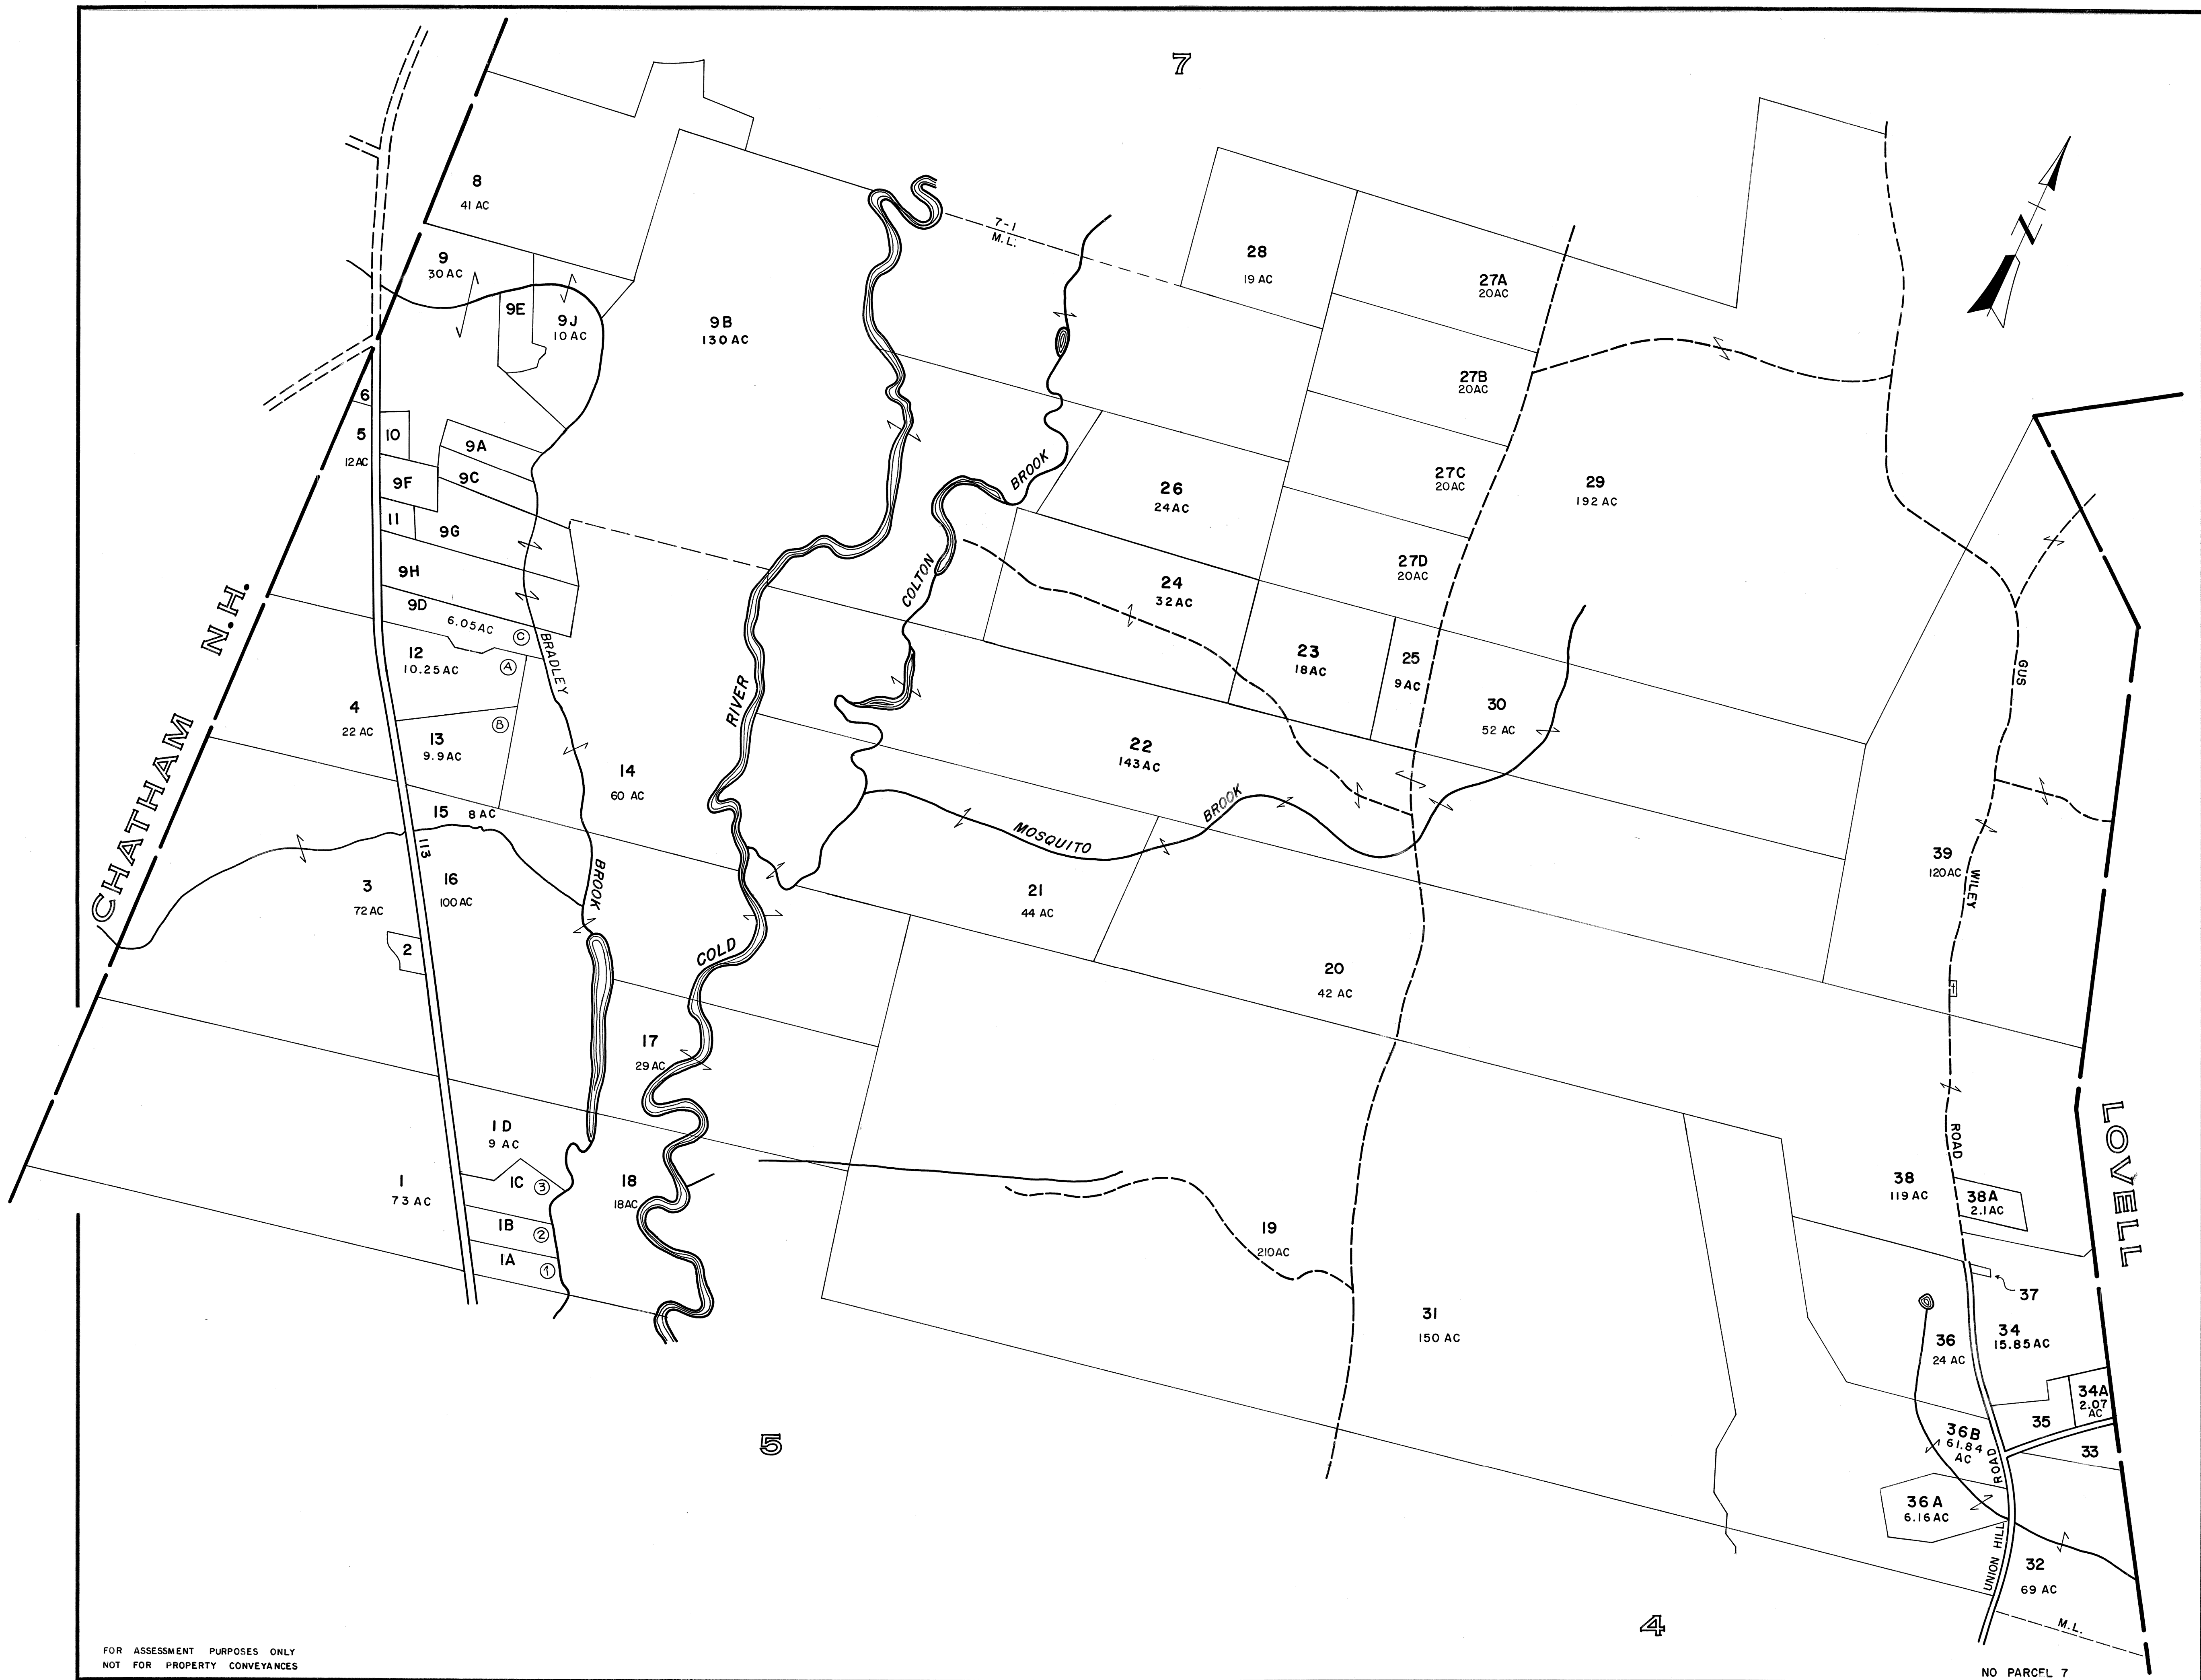 7
8
41 AC
9
30 AC
9E
9J
10 AC
9B
130 AC
7-1
M.L.
28
19 AC
27A
20AC
N
6
5
12AC
10
9A
9C
9F
11
9G
9H
9D
6.05AC
C
27B
20AC
27C
20AC
27D
20AC
29
192 AC
26
24AC
24
32AC
23
18AC
25
9 AC
30
52 AC
BROOK
COLTON
CHATHAM N.H.
12
10.25AC
A
BRADLEY
BROOK
4
22 AC
13
9.9AC
B
14
60 AC
RIVER
COLD
22
143AC
MOSQUITO BROOK
15
8 AC
113
3
72 AC
16
100AC
2
21
44 AC
20
42 AC
39
120AC
GUS
WILEY
ROAD
17
29 AC
1D
9 AC
1C
3
1
73 AC
1B
2
1A
1
18
18AC
19
210AC
31
150 AC
38
119 AC
38A
2.1AC
LOVELL
37
36
24 AC
34
15.85AC
34A
2.07
AC
35
33
36B
61.84
AC
36A
6.16AC
UNION HILL ROAD
32
69 AC
M.L.
5
4
FOR ASSESSMENT PURPOSES ONLY
NOT FOR PROPERTY CONVEYANCES
NO PARCEL 7